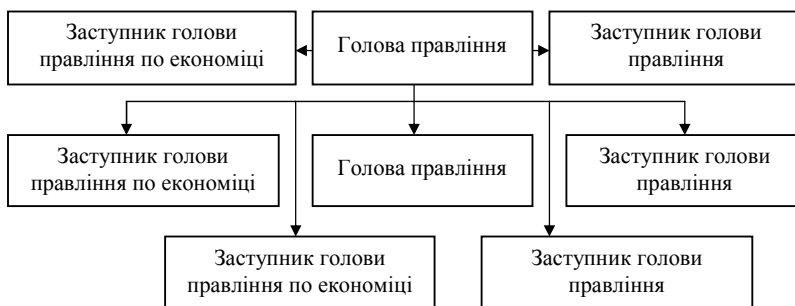 Заступник голови
правління по економіці
Голова правління
Заступник голови
правління
Заступник голови
правління по економіці
Голова правління
Заступник голови
правління
Заступник голови
правління по економіці
Заступник голови
правління